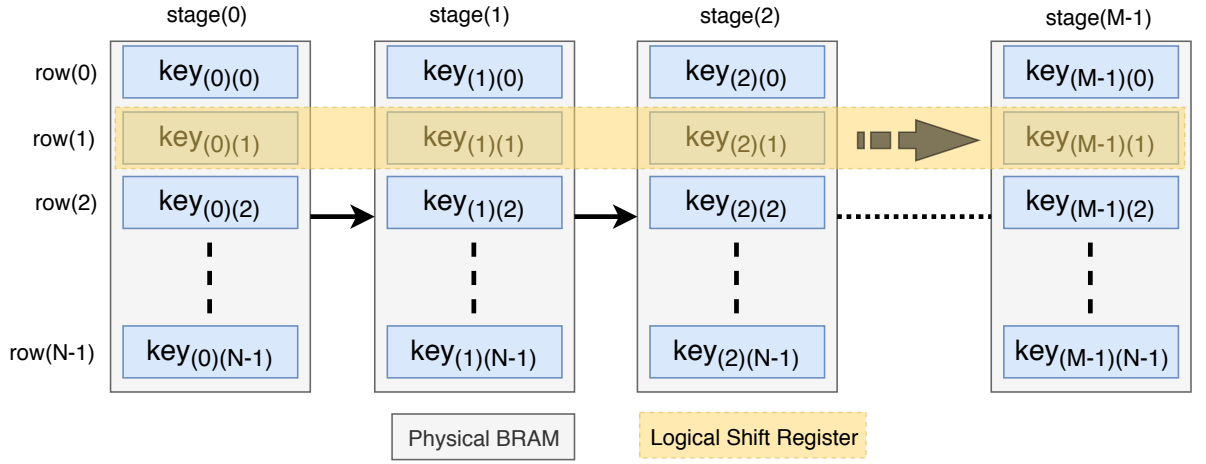 stage(0) stage(1) stage(2) stage(M-1)
row(0) key(0)(0) key(1)(0) key(2)(0) key(M-1)(0)
row(1) key(0)(1) key(1)(1) key(2)(1) key(M-1)(1)
row(2) key(0)(2) key(1)(2) key(2)(2) key(M-1)(2)
row(N-1) key(0)(N-1) key(1)(N-1) key(2)(N-1) key(M-1)(N-1)
Physical BRAM Logical Shift Register